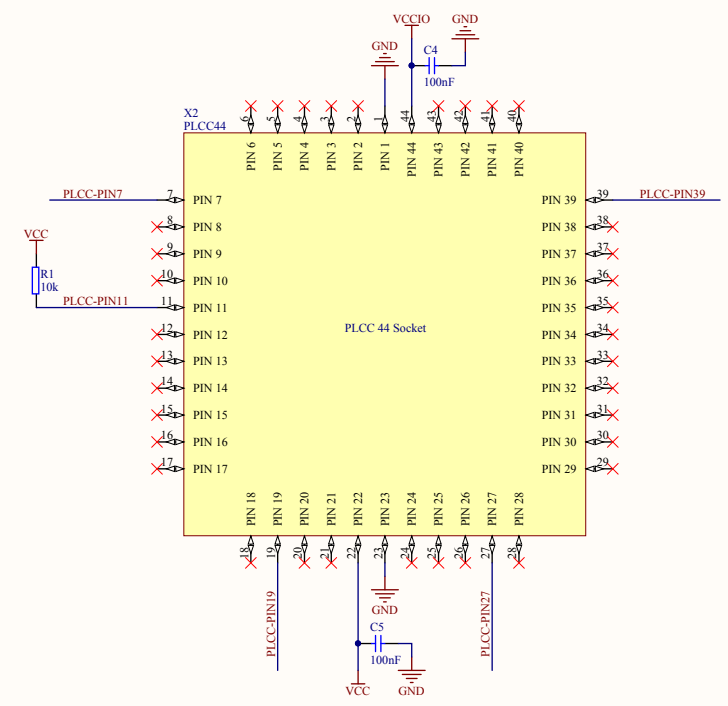 VCCIO
GND
GND
C4
100nF
X2
PLCC44
6
5
4
3
2
1
44
43
42
41
40
PIN 6
PIN 5
PIN 4
PIN 3
PIN 2
PIN 1
PIN 44
PIN 43
PIN 42
PIN 41
PIN 40
PLCC-PIN7
7
PIN 7
PIN 39
39
PLCC-PIN39
8
PIN 8
PIN 38
38
VCC
9
PIN 9
PIN 37
37
R1
10k
10
PIN 10
PIN 36
36
PLCC-PIN11
11
PIN 11
PIN 35
35
PLCC 44 Socket
12
PIN 12
PIN 34
34
13
PIN 13
PIN 33
33
14
PIN 14
PIN 32
32
15
PIN 15
PIN 31
31
16
PIN 16
PIN 30
30
17
PIN 17
PIN 29
29
PIN 18
PIN 19
PIN 20
PIN 21
PIN 22
PIN 23
PIN 24
PIN 25
PIN 26
PIN 27
PIN 28
18
19
20
21
22
23
24
25
26
27
28
PLCC-PIN19
GND
PLCC-PIN27
C5
100nF
VCC
GND